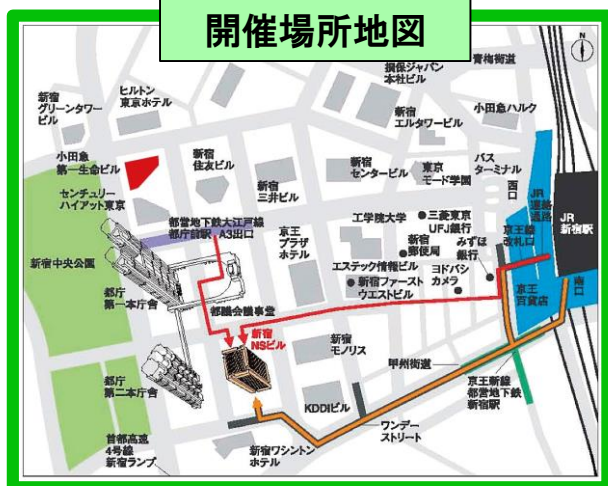 開催場所地図
N
青梅街道
損保ジャパン
本社ビル
ヒルトン
東京ホテル
新宿
グリーンタワー
ビル
新宿
エルタワービル
小田急ハルク
小田急
第一生命ビル
新宿
住友ビル
新宿
センタービル
東京
モード学園
バス
ターミナル
センチュリー
ハイアット東京
新宿
三井ビル
西口
JR
連絡
通路
JR
新宿駅
都営地下鉄大江戸線
都庁前駅 A3出口
工学院大学
三菱東京
UFJ銀行
京王線
改札口
京王
プラザ
ホテル
新宿
郵便局
みずほ
銀行
新宿中央公園
エステック情報ビル
ヨドバシ
カメラ
新宿ファースト
ウエストビル
京王
百貨店
南口
都庁
第一本庁舎
都議会議事堂
新宿
NSビル
新宿
モノリス
甲州街道
都庁
第二本庁舎
KDDIビル
京王新線
都営地下鉄
新宿駅
ワンデー
ストリート
首都高速
4号線
新宿ランプ
新宿ワシントン
ホテル